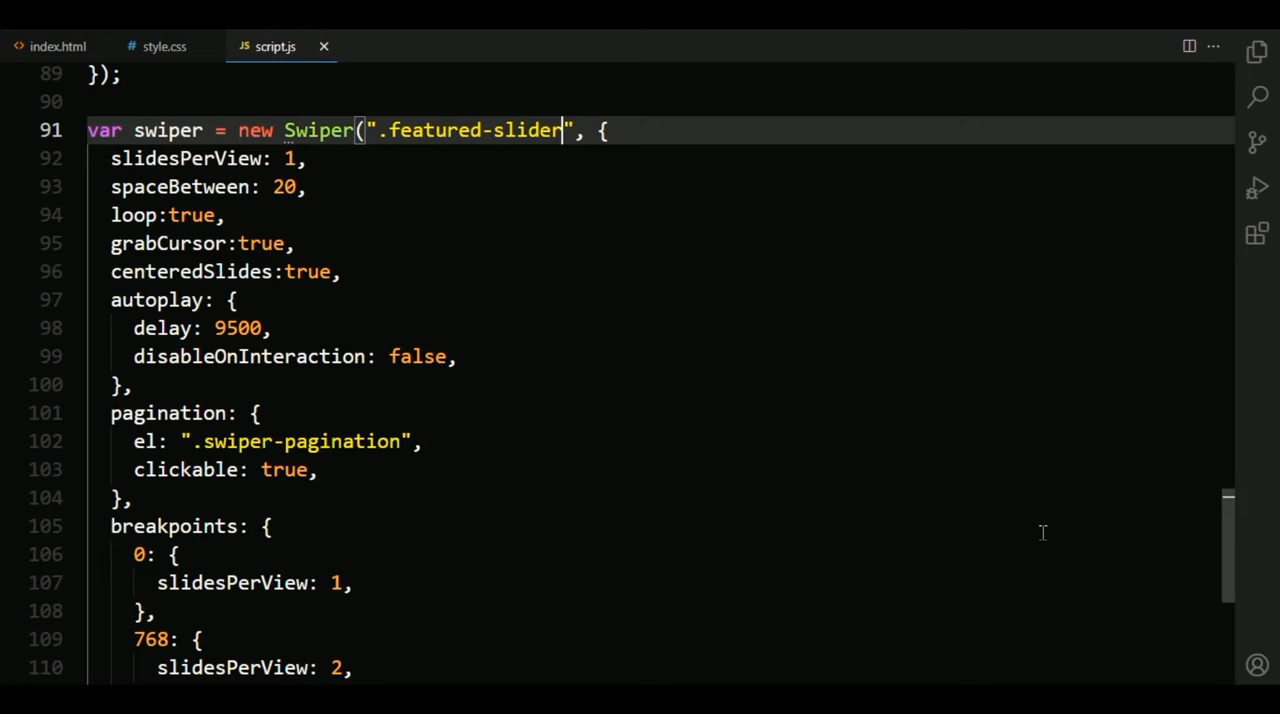 index.html
# style.css
JS script.js
89 });
90
91 var swiper = new Swiper(".featured-slider", {
92 slidesPerView: 1,
93 spaceBetween: 20,
94 loop:true,
95 grabCursor:true,
96 centeredSlides:true,
97 autoplay: {
98 delay: 9500,
99 disableOnInteraction: false,
100 },
101 pagination: {
102 el: ".swiper-pagination",
103 clickable: true,
104 },
105 breakpoints: {
106 0: {
107 slidesPerView: 1,
108 },
109 768: {
110 slidesPerView: 2,